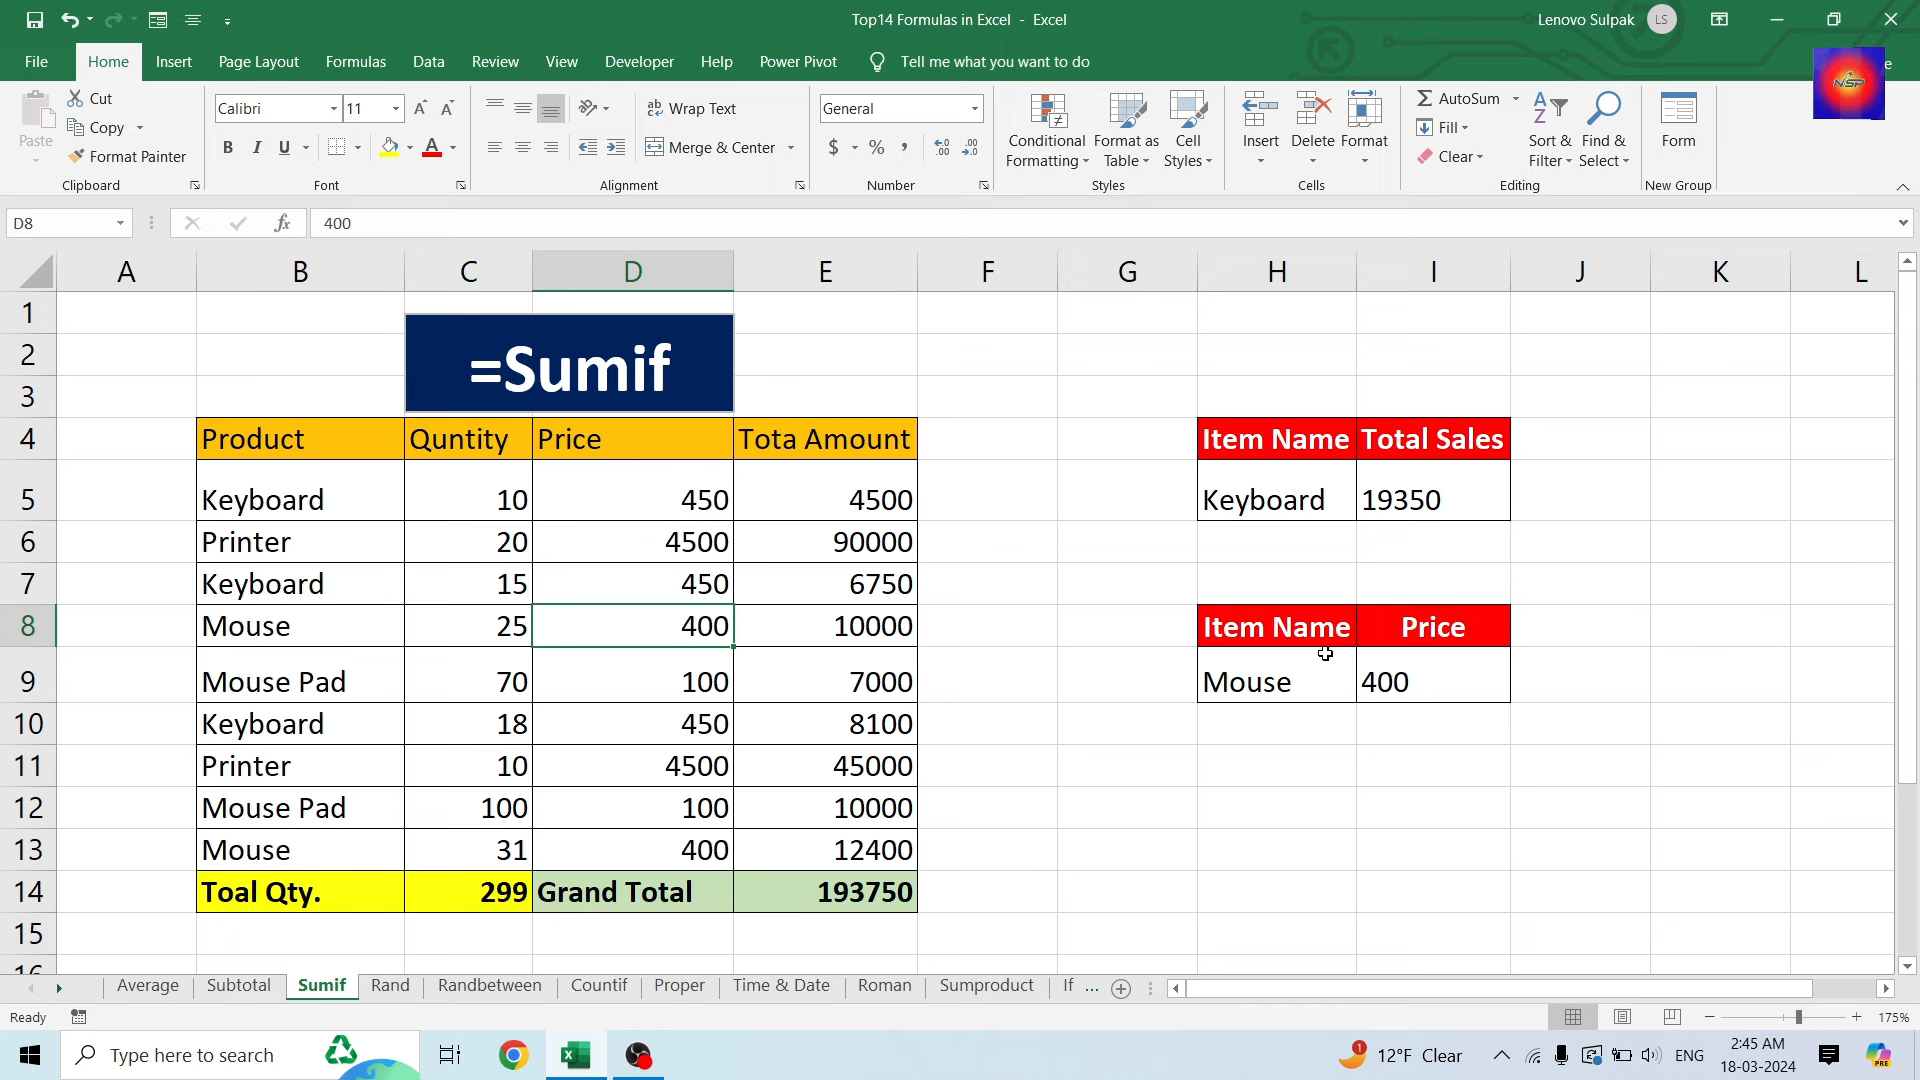 Top14 Formulas in Excel - Excel
Lenovo Sulpak
LS
File Home Insert Page Layout Formulas Data Review View Developer Help Power Pivot Tell me what you want to do
NSP
Paste
Cut
Copy
Format Painter
Clipboard
Calibri 11
B I U
Font
Wrap Text
Merge & Center
Alignment
General
$ % ,
Number
Conditional Formatting
Format as Table
Cell Styles
Styles
Insert Delete Format
Cells
AutoSum
Fill
Clear
Sort & Filter
Find & Select
Editing
Form
New Group
D8 fx 400
A B C D E F G H I J K L
1
2 =Sumif
3
4 Product Quntity Price Tota Amount Item Name Total Sales
5 Keyboard 10 450 4500 Keyboard 19350
6 Printer 20 4500 90000
7 Keyboard 15 450 6750
8 Mouse 25 400 10000 Item Name Price
9 Mouse Pad 70 100 7000 Mouse 400
10 Keyboard 18 450 8100
11 Printer 10 4500 45000
12 Mouse Pad 100 100 10000
13 Mouse 31 400 12400
14 Toal Qty. 299 Grand Total 193750
15
16
Average Subtotal Sumif Rand Randbetween Countif Proper Time & Date Roman Sumproduct If ...
Ready 175%
Type here to search
1 12°F Clear ENG 2:45 AM
18-03-2024
PRE